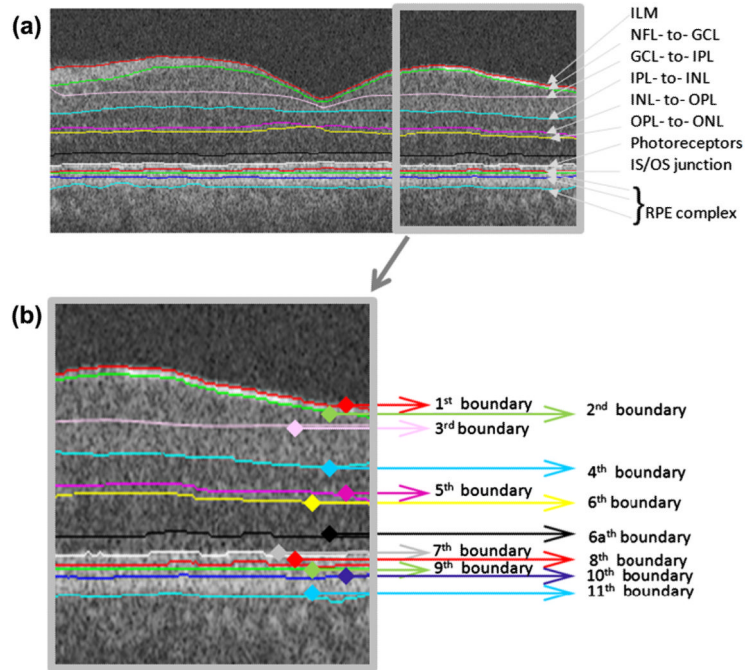 (a)
ILM
NFL- to- GCL
GCL - to- IPL
IPL - to - INL
INL- to - OPL
OPL- to- ONL
Photoreceptors
IS/OS junction
RPE complex
(b)
1st boundary
2nd boundary
3rd boundary
4th boundary
5th boundary
6th boundary
6ath boundary
7th boundary
8th boundary
9th boundary
10th boundary
11th boundary